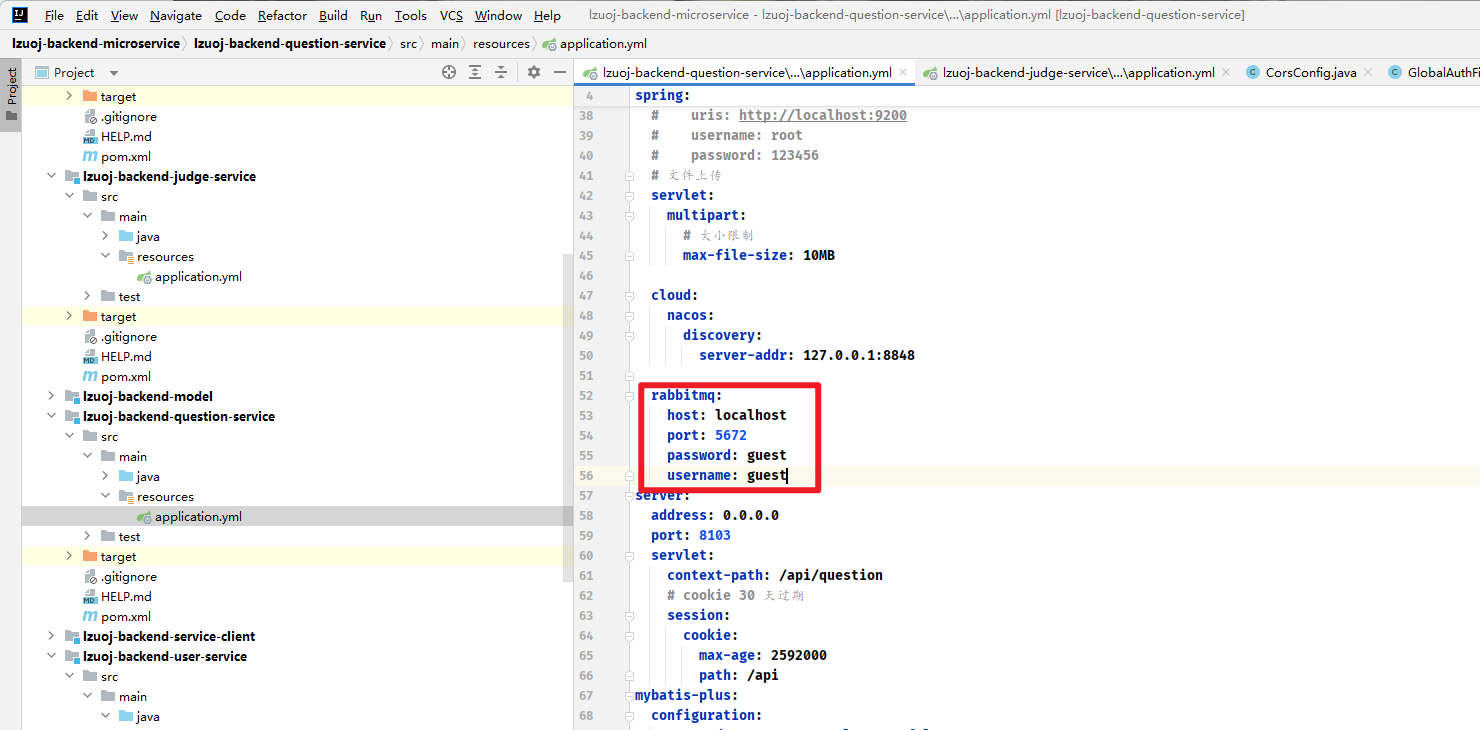 File Edit View Navigate Code Refactor Build Run Tools VCS Window Help lzuoj-backend-microservice - lzuoj-backend-question-service\...\application.yml [lzuoj-backend-question-service]
lzuoj-backend-microservice lzuoj-backend-question-service src main resources application.yml
Project
Project
target
.gitignore
HELP.md
pom.xml
lzuoj-backend-judge-service
src
main
java
resources
application.yml
test
target
.gitignore
HELP.md
pom.xml
lzuoj-backend-model
lzuoj-backend-question-service
src
main
java
resources
application.yml
test
target
.gitignore
HELP.md
pom.xml
lzuoj-backend-service-client
lzuoj-backend-user-service
src
main
java
lzuoj-backend-question-service\...\application.yml lzuoj-backend-judge-service\...\application.yml CorsConfig.java GlobalAuthFi
4 spring:
38 # uris: http://localhost:9200
39 # username: root
40 # password: 123456
41 # 文件上传
42 servlet:
43 multipart:
44 # 大小限制
45 max-file-size: 10MB
46
47 cloud:
48 nacos:
49 discovery:
50 server-addr: 127.0.0.1:8848
51
52 rabbitmq:
53 host: localhost
54 port: 5672
55 password: guest
56 username: guest
57 server:
58 address: 0.0.0.0
59 port: 8103
60 servlet:
61 context-path: /api/question
62 # cookie 30 天过期
63 session:
64 cookie:
65 max-age: 2592000
66 path: /api
67 mybatis-plus:
68 configuration: